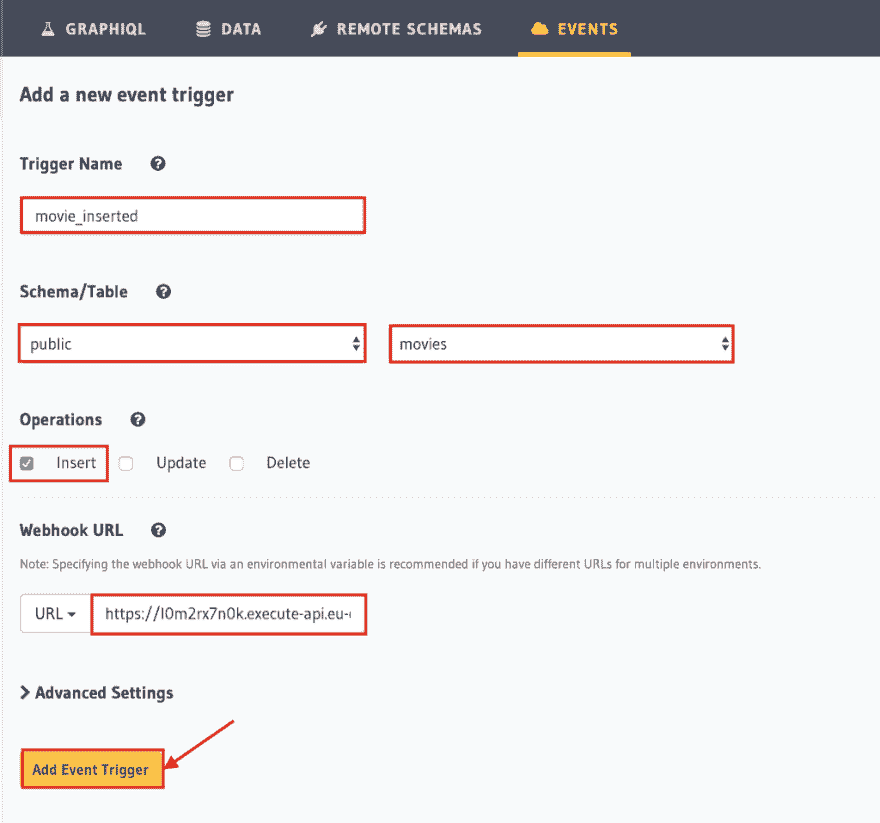 GRAPHIQL DATA REMOTE SCHEMAS EVENTS
Add a new event trigger
Trigger Name
movie_inserted
Schema/Table
public movies
Operations
Insert Update Delete
Webhook URL
Note: Specifying the webhook URL via an environmental variable is recommended if you have different URLs for multiple environments.
URL https://l0m2rx7n0k.execute-api.eu-
Advanced Settings
Add Event Trigger